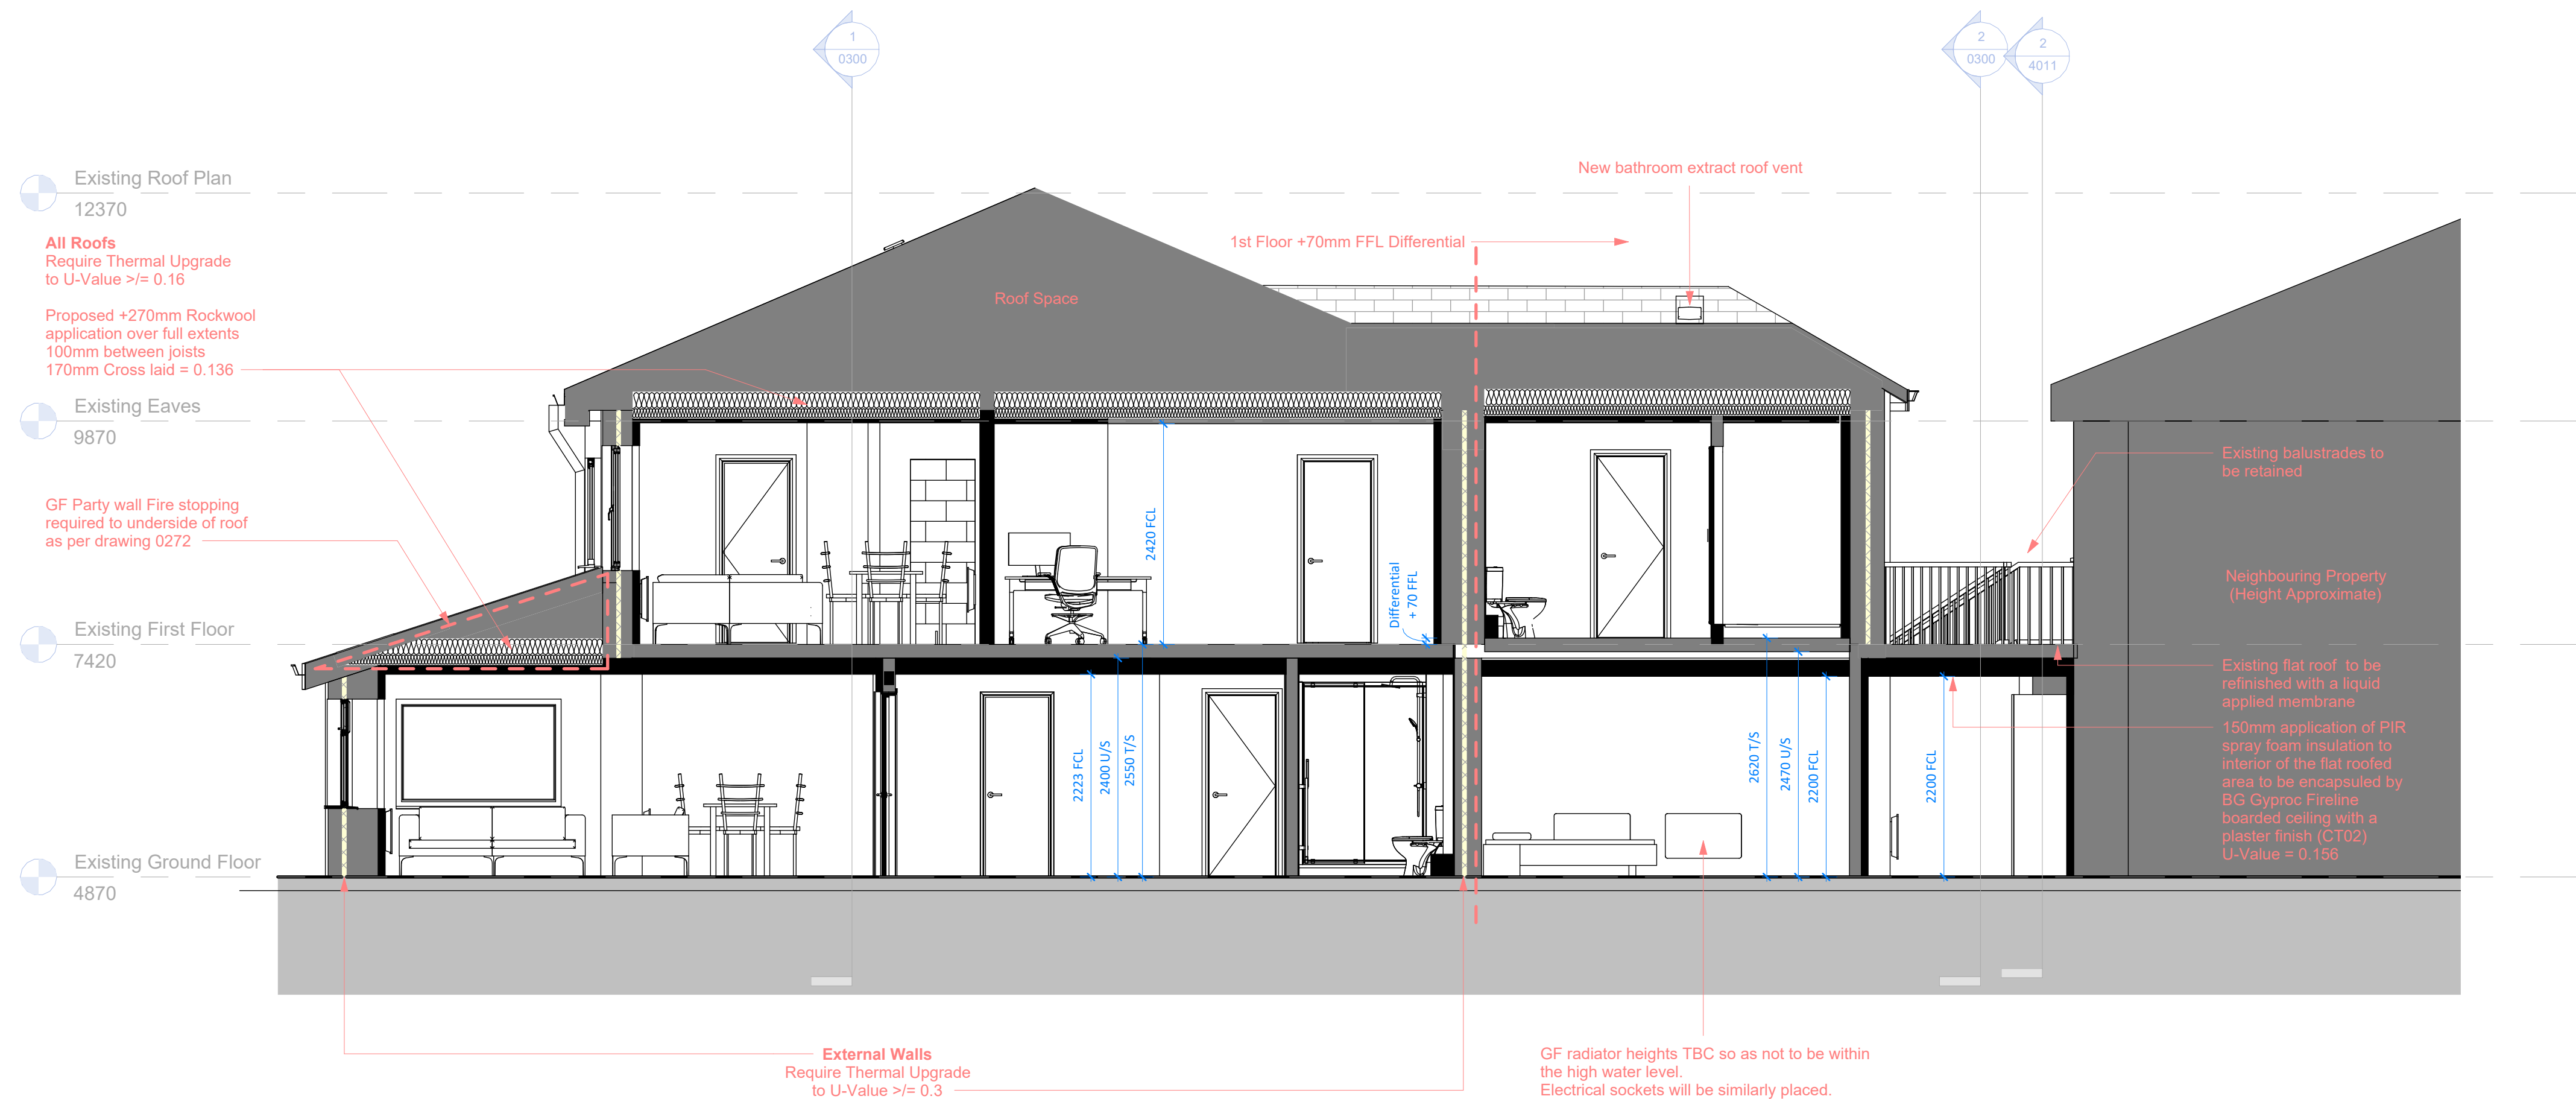 1
0300
2
0300
2
4011
Existing Roof Plan
12370
All Roofs
Require Thermal Upgrade
to U-Value >/= 0.16
Proposed +270mm Rockwool
application over full extents
100mm between joists
170mm Cross laid = 0.136
Existing Eaves
9870
GF Party wall Fire stopping
required to underside of roof
as per drawing 0272
Existing First Floor
7420
Existing Ground Floor
4870
New bathroom extract roof vent
1st Floor +70mm FFL Differential
Roof Space
2420 FCL
Differential
+ 70 FFL
2223 FCL
2400 U/S
2550 T/S
2620 T/S
2470 U/S
2200 FCL
2200 FCL
Existing balustrades to
be retained
Neighbouring Property
(Height Approximate)
Existing flat roof to be
refinished with a liquid
applied membrane
150mm application of PIR
spray foam insulation to
interior of the flat roofed
area to be encapsuled by
BG Gyproc Fireline
boarded ceiling with a
plaster finish (CT02)
U-Value = 0.156
External Walls
Require Thermal Upgrade
to U-Value >/= 0.3
GF radiator heights TBC so as not to be within
the high water level.
Electrical sockets will be similarly placed.